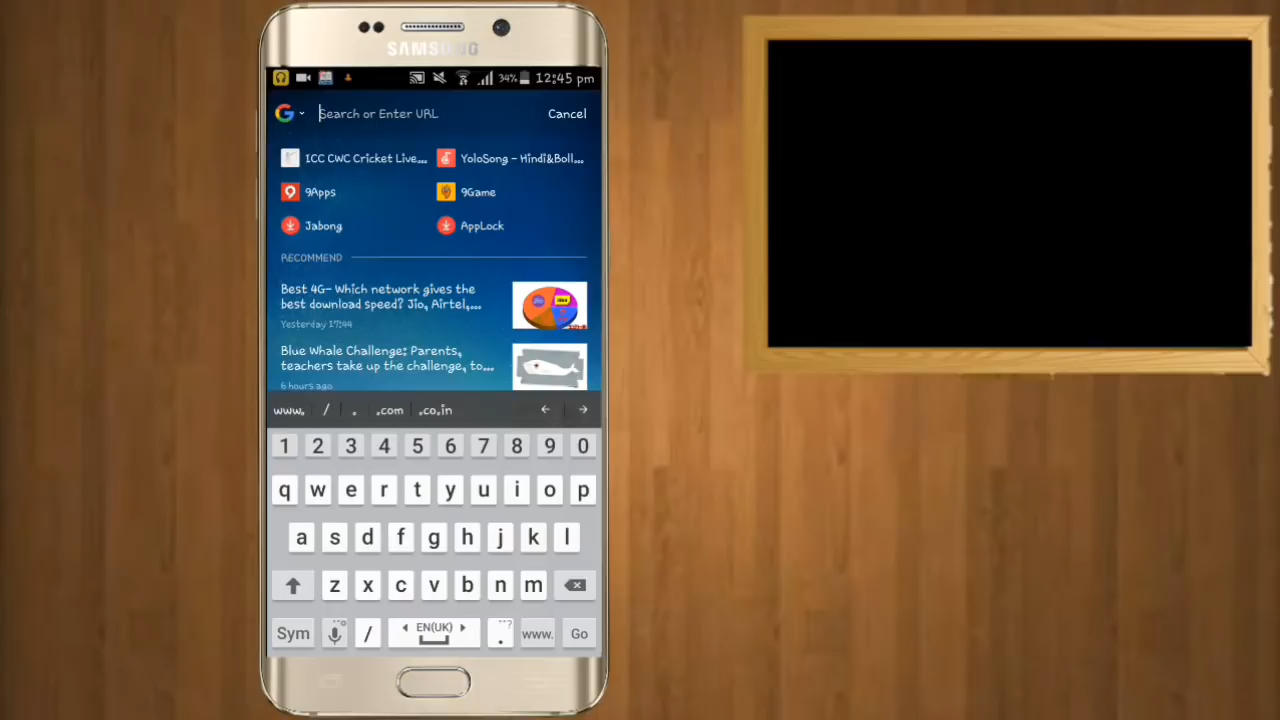 SAMSUNG
34% 12:45 pm
Search or Enter URL Cancel
ICC CWC Cricket Live... YoloSong - Hindi&Boll...
9Apps 9Game
Jabong AppLock
RECOMMEND
Best 4G- Which network gives the
best download speed? Jio, Airtel,...
Yesterday 17:44
Blue Whale Challenge: Parents,
teachers take up the challenge, to...
6 hours ago
www. / . .com .co.in ← →
1 2 3 4 5 6 7 8 9 0
q w e r t y u i o p
a s d f g h j k l
z x c v b n m
Sym / EN(UK) . www. Go